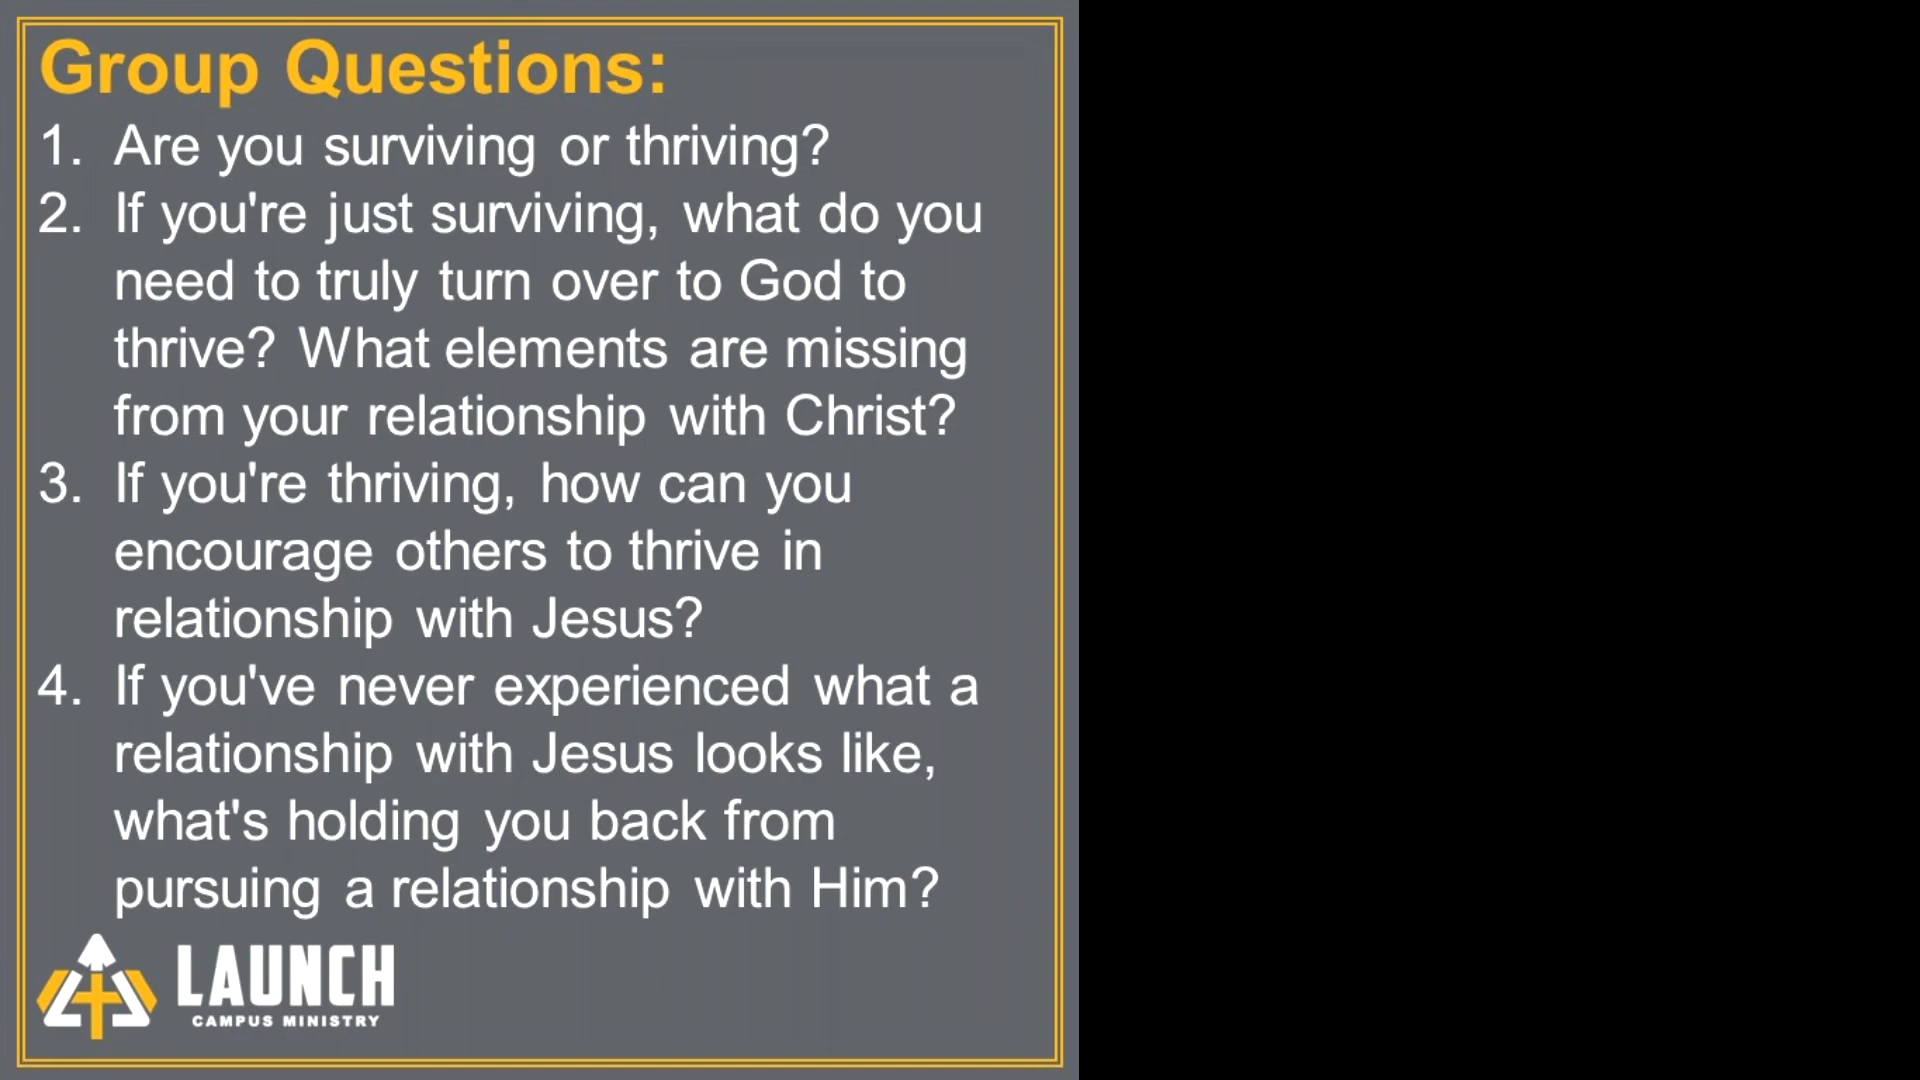 Group Questions:
1. Are you surviving or thriving?
2. If you're just surviving, what do you
need to truly turn over to God to
thrive? What elements are missing
from your relationship with Christ?
3. If you're thriving, how can you
encourage others to thrive in
relationship with Jesus?
4. If you've never experienced what a
relationship with Jesus looks like,
what's holding you back from
pursuing a relationship with Him?
LAUNCH
CAMPUS MINISTRY